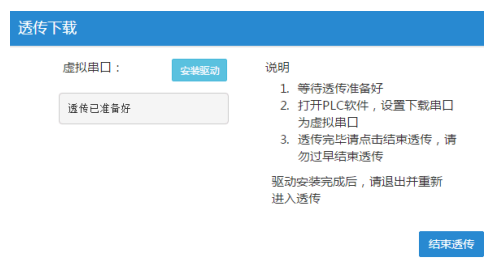 透传下载
虚拟串口：
安装驱动
透传已准备好
说明
1. 等待透传准备好
2. 打开PLC软件，设置下载串口
为虚拟串口
3. 透传完毕请点击结束透传，请
勿过早结束透传
驱动安装完成后，请退出并重新
进入透传
结束透传